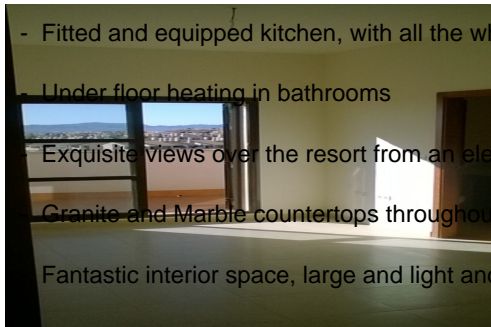 - Fitted and equipped kitchen, with all the wh
- Under floor heating in bathrooms
- Exquisite views over the resort from an ele
- Granite and Marble countertops throughou
Fantastic interior space, large and light and